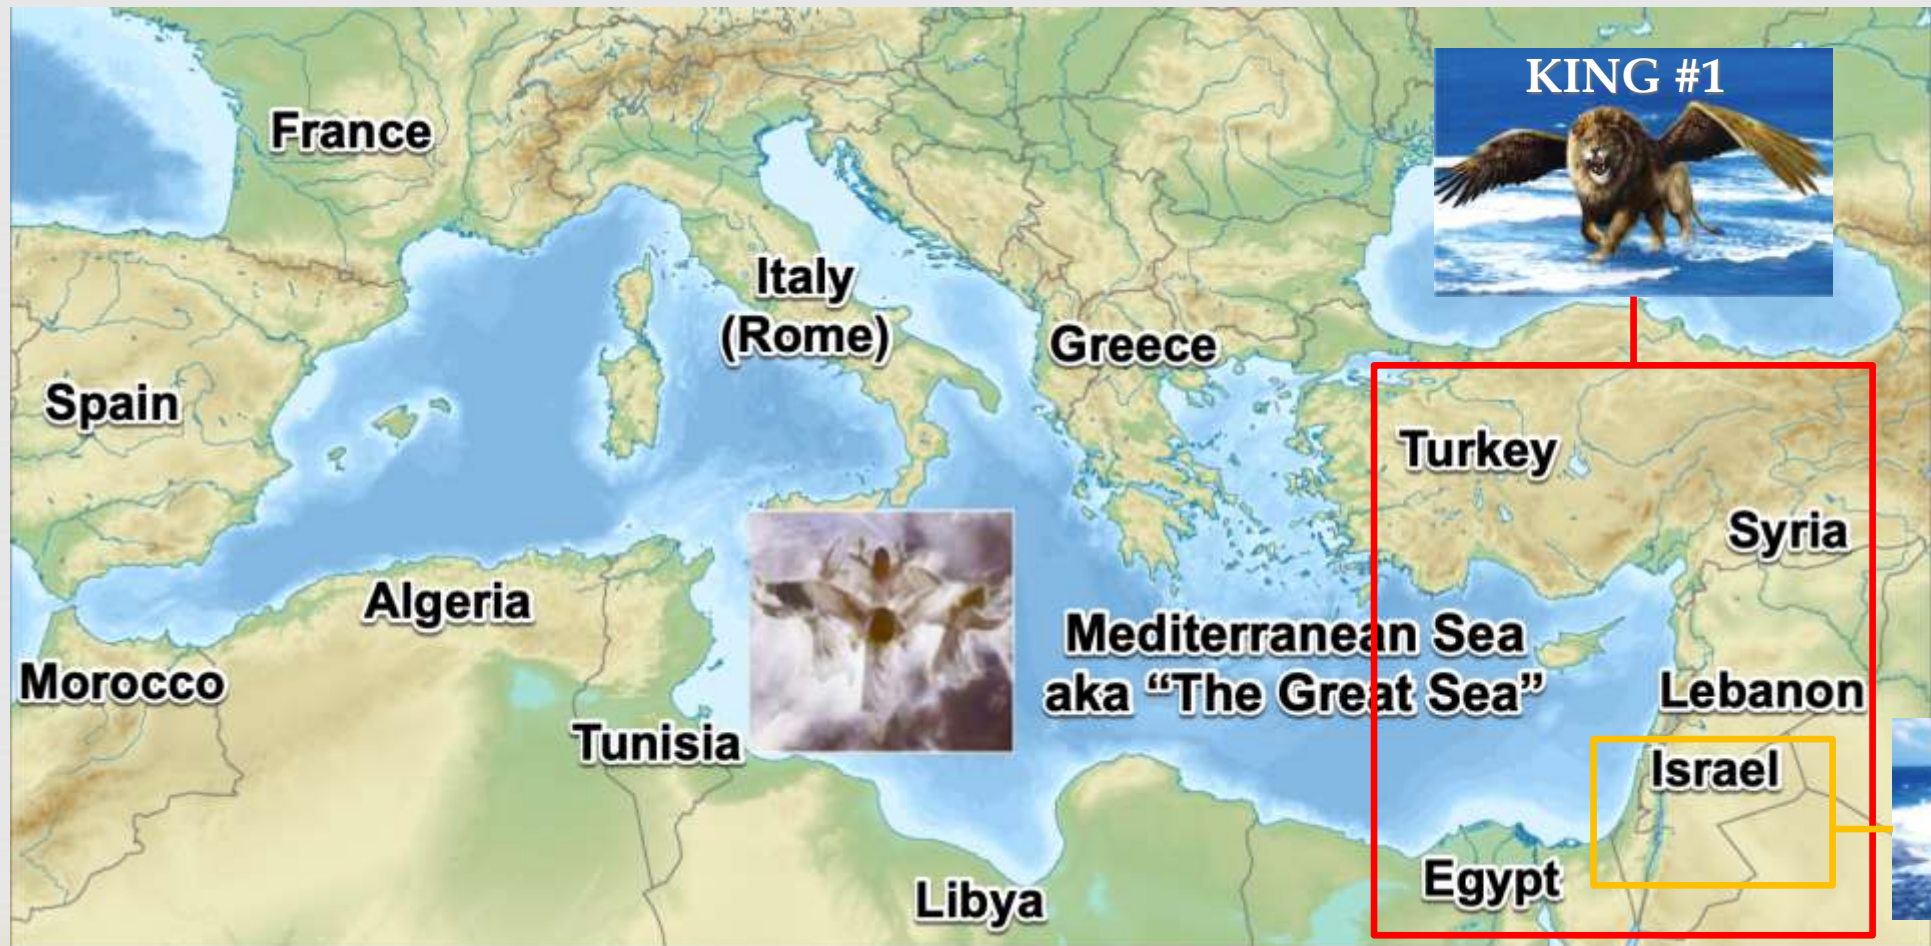 KING #1
France
Italy
(Rome)
Greece
Spain
Turkey
Syria
Algeria
Mediterranean Sea
aka “The Great Sea”
Morocco
Lebanon
Tunisia
Israel
Egypt
Libya